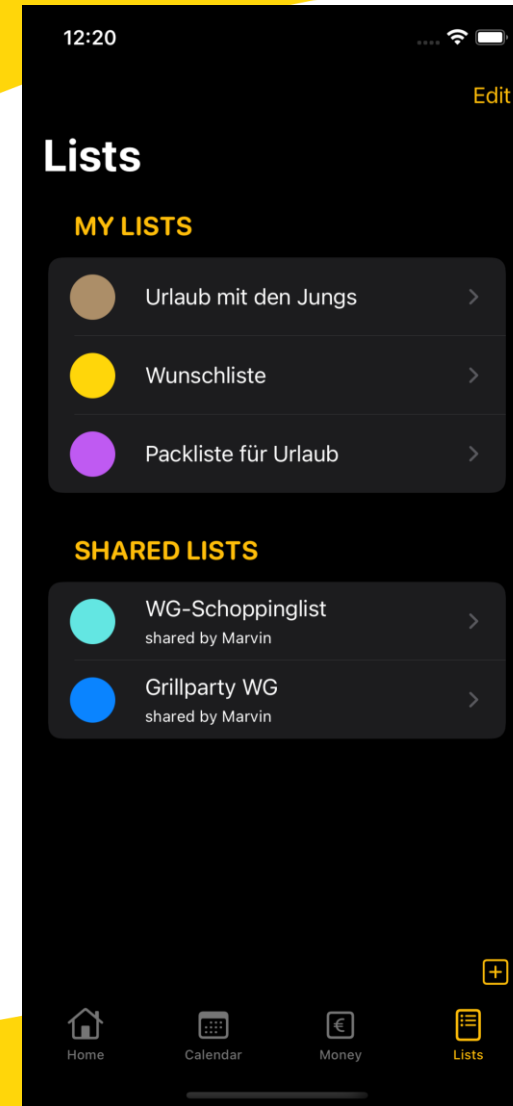 12:20
Edit
Lists
MY LISTS
Urlaub mit den Jungs
Wunschliste
Packliste für Urlaub
SHARED LISTS
WG-Schoppinglist
shared by Marvin
Grillparty WG
shared by Marvin
Home
Calendar
€
Money
Lists